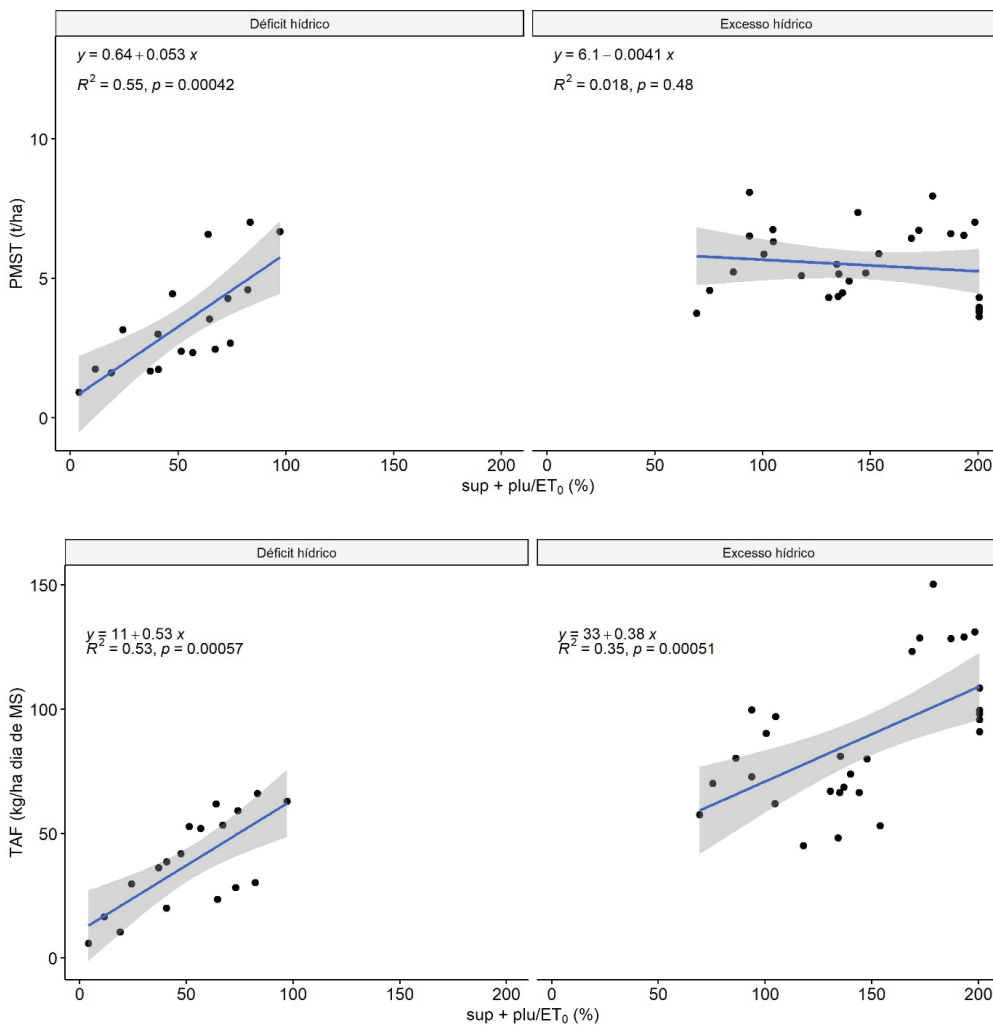 Déficit hídrico
Excesso hídrico
y = 0.64 + 0.053 x
R² = 0.55, p = 0.00042
y = 6.1 − 0.0041 x
R² = 0.018, p = 0.48
PMST (t/ha)
10
5
0
0 50 100 150 200
0 50 100 150 200
sup + plu/ET₀ (%)
Déficit hídrico
Excesso hídrico
y = 11 + 0.53 x
R² = 0.53, p = 0.00057
y = 33 + 0.38 x
R² = 0.35, p = 0.00051
TAF (kg/ha dia de MS)
150
100
50
0
0 50 100 150 200
0 50 100 150 200
sup + plu/ET₀ (%)